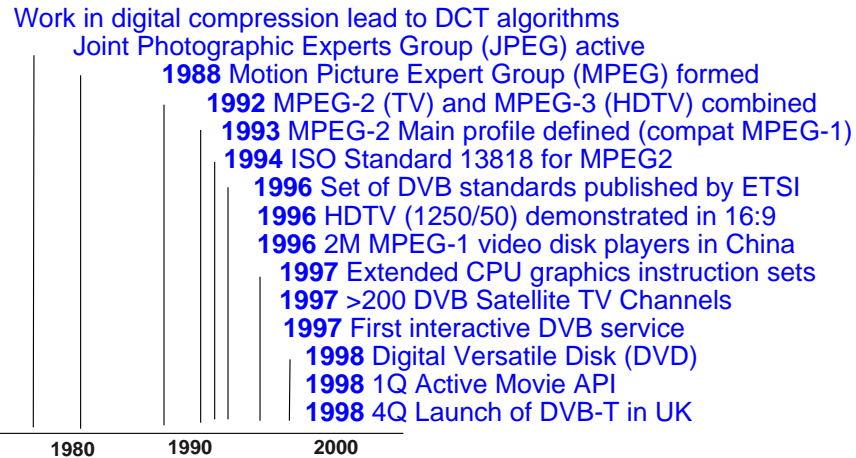 Work in digital compression lead to DCT algorithms
Joint Photographic Experts Group (JPEG) active
1988 Motion Picture Expert Group (MPEG) formed
1992 MPEG-2 (TV) and MPEG-3 (HDTV) combined
1993 MPEG-2 Main profile defined (compat MPEG-1)
1994 ISO Standard 13818 for MPEG2
1996 Set of DVB standards published by ETSI
1996 HDTV (1250/50) demonstrated in 16:9
1996 2M MPEG-1 video disk players in China
1997 Extended CPU graphics instruction sets
1997 >200 DVB Satellite TV Channels
1997 First interactive DVB service
1998 Digital Versatile Disk (DVD)
1998 1Q Active Movie API
1998 4Q Launch of DVB-T in UK
1980 1990 2000